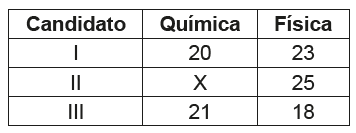 Candidato Química Física
I 20 23
II X 25
III 21 18